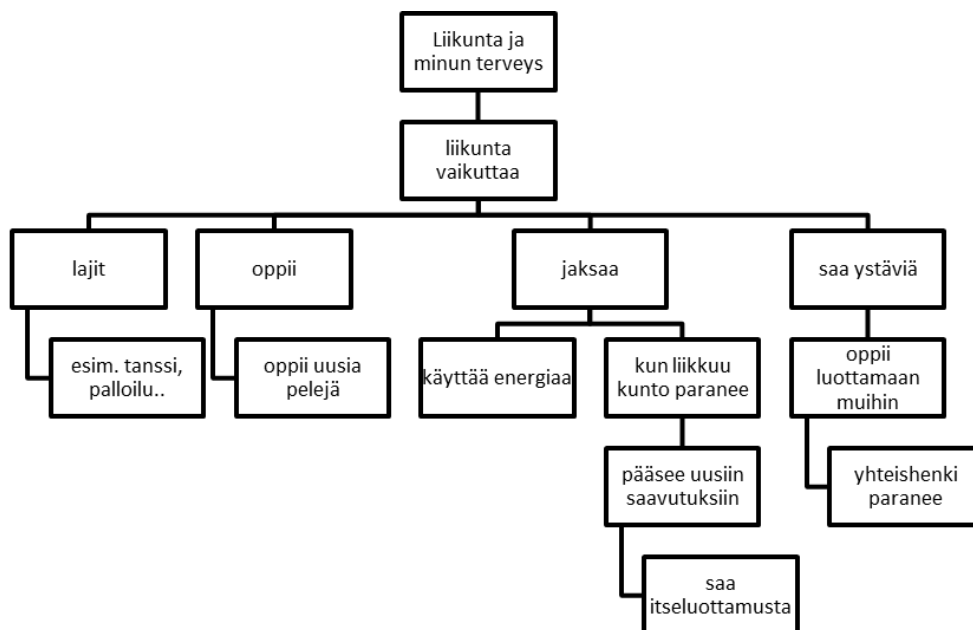 Liikunta ja
minun terveys
liikunta
vaikuttaa
lajit
oppii
jaksaa
saa ystäviä
esim. tanssi,
palloilu..
oppii uusia
pelejä
käyttää energiaa
kun liikkuu
kunto paranee
oppii
luottamaan
muihin
pääsee uusiin
saavutuksiin
yhteishenki
paranee
saa
itseluottamusta